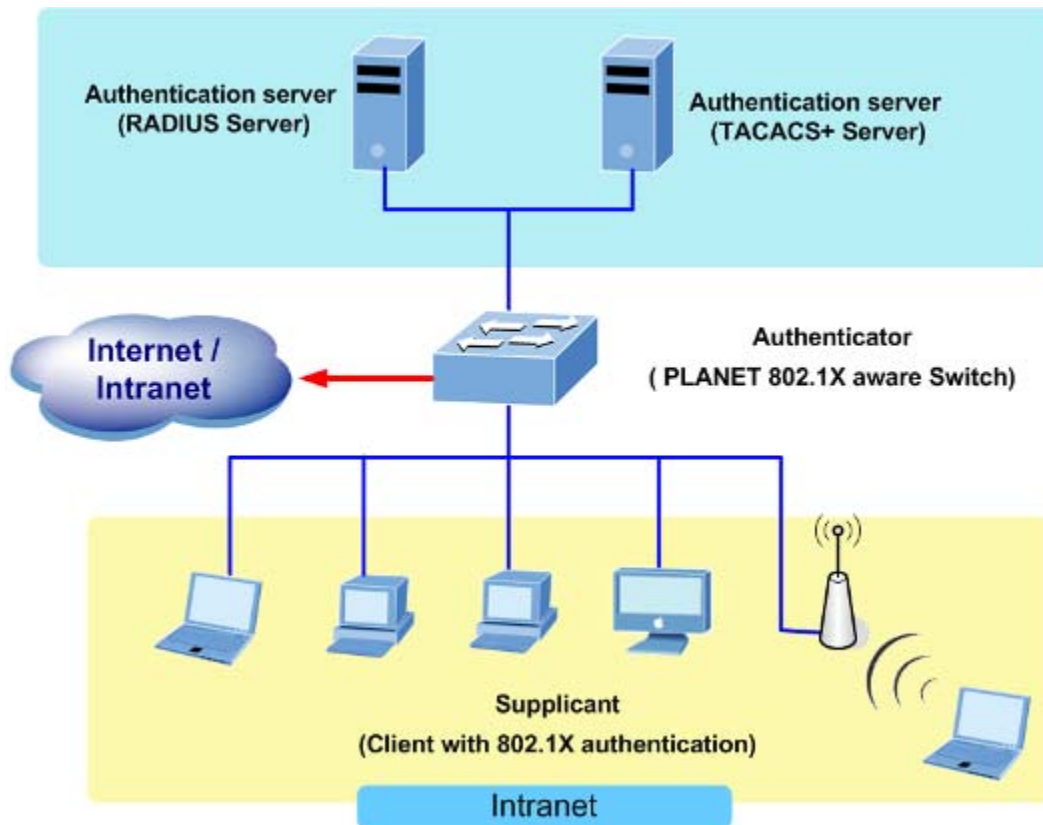 Authentication server
(RADIUS Server)
Authentication server
(TACACS+ Server)
Internet /
Intranet
Authenticator
( PLANET 802.1X aware Switch)
Supplicant
(Client with 802.1X authentication)
Intranet